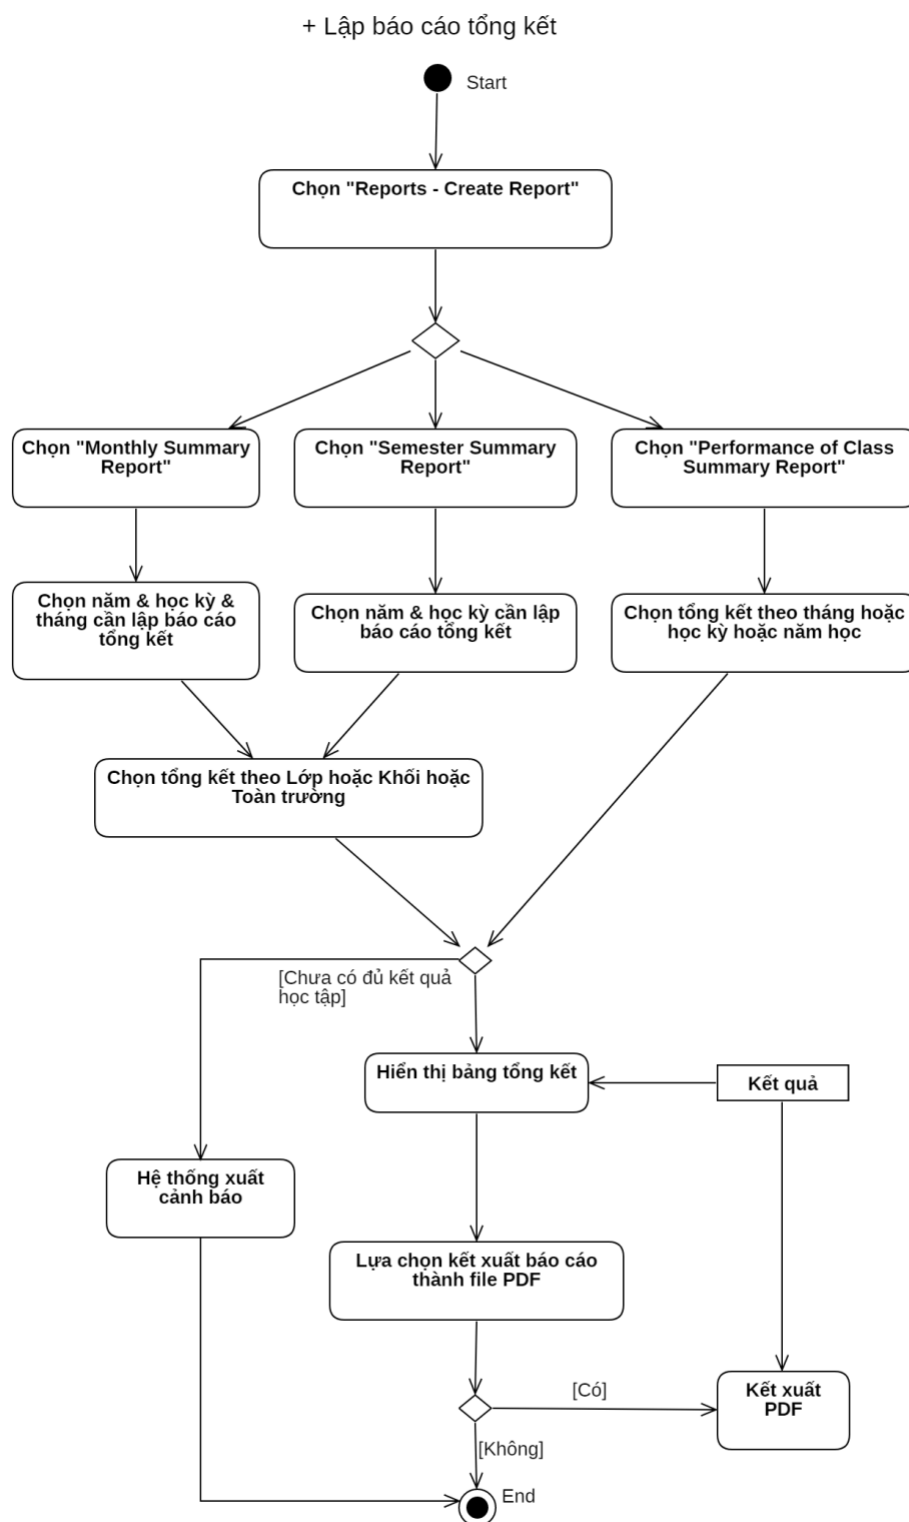 + Lập báo cáo tổng kết
Start
Chọn "Reports - Create Report"
Chọn "Monthly Summary
Report"
Chọn "Semester Summary
Report"
Chọn "Performance of Class
Summary Report"
Chọn năm & học kỳ &
tháng cần lập báo cáo
tổng kết
Chọn năm & học kỳ cần lập
báo cáo tổng kết
Chọn tổng kết theo tháng hoặc
học kỳ hoặc năm học
Chọn tổng kết theo Lớp hoặc Khối hoặc
Toàn trường
[Chưa có đủ kết quả
học tập]
Hiển thị bảng tổng kết
Kết quả
Hệ thống xuất
cảnh báo
Lựa chọn kết xuất báo cáo
thành file PDF
[Có]
Kết xuất
PDF
[Không]
End